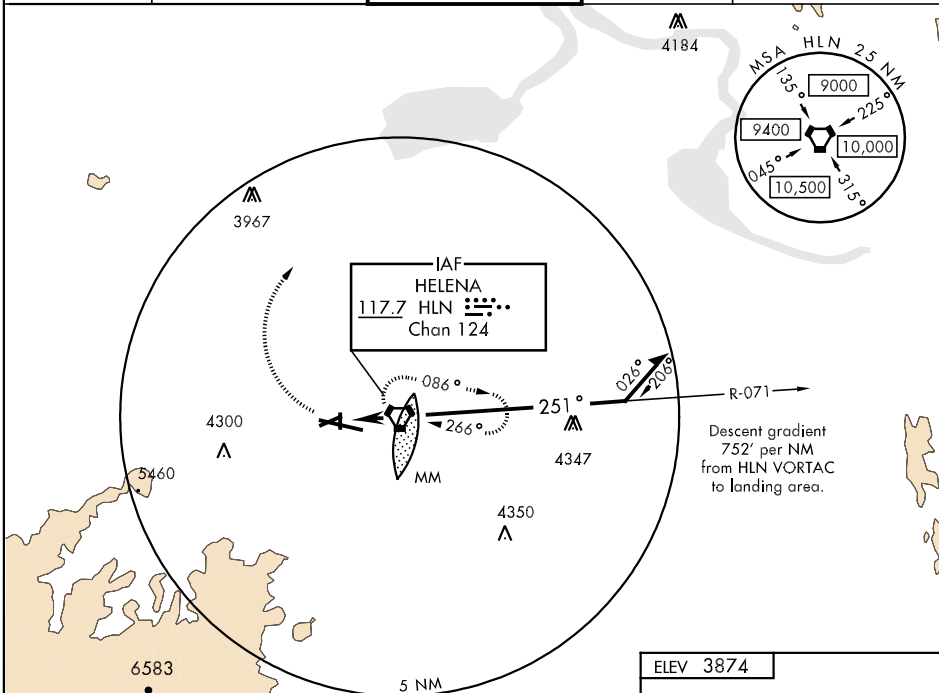 4184
MSA HLN 25 NM
135°
9000
225°
9400
10,000
045°
10,500
315°
3967
IAF
HELENA
117.7 HLN
Chan 124
086°
026°
206°
251°
R-071
266°
4300
4347
Descent gradient
752' per NM
from HLN VORTAC
to landing area.
5460
MM
4350
6583
5 NM
ELEV 3874